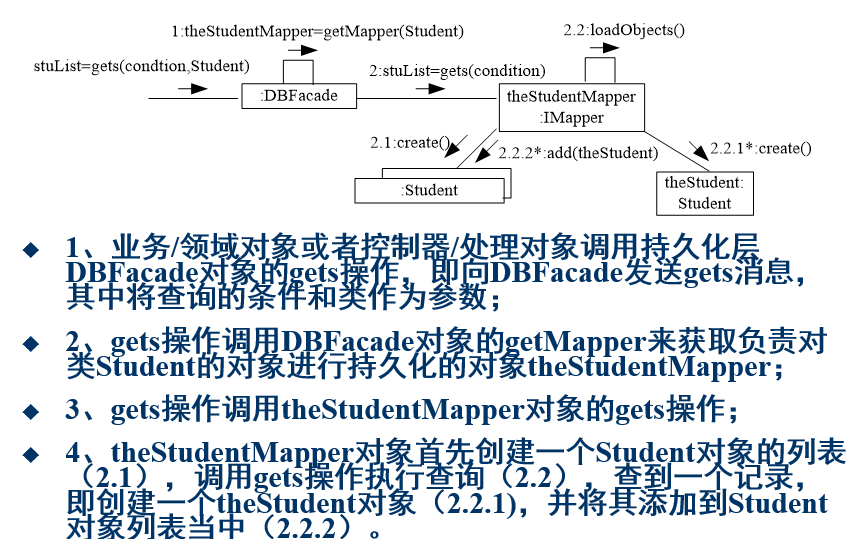 1:theStudentMapper=getMapper(Student)
2.2:loadObjects()
stuList=gets(condtion,Student)
2:stuList=gets(condition)
:DBFacade
theStudentMapper
:IMapper
2.1:create()
2.2.2*:add(theStudent)
2.2.1*:create()
:Student
theStudent:
Student
◆ 1、业务/领域对象或者控制器/处理对象调用持久化层
DBFacade对象的gets操作，即向DBFacade发送gets消息，
其中将查询的条件和类作为参数；
◆ 2、gets操作调用DBFacade对象的getMapper来获取负责对
类Student的对象进行持久化的对象theStudentMapper；
◆ 3、gets操作调用theStudentMapper对象的gets操作；
◆ 4、theStudentMapper对象首先创建一个Student对象的列表
（2.1），调用gets操作执行查询（2.2），查到一个记录，
即创建一个theStudent对象（2.2.1)，并将其添加到Student
对象列表当中（2.2.2）。